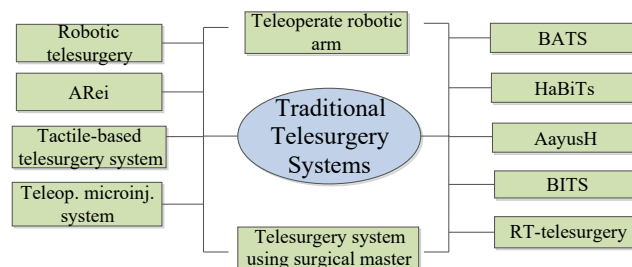 Robotic
telesurgery
ARei
Tactile-based
telesurgery system
Teleop. microinj.
system
Teleoperate robotic
arm
Traditional
Telesurgery
Systems
Telesurgery system
using surgical master
BATS
HaBiTs
AayusH
BITS
RT-telesurgery